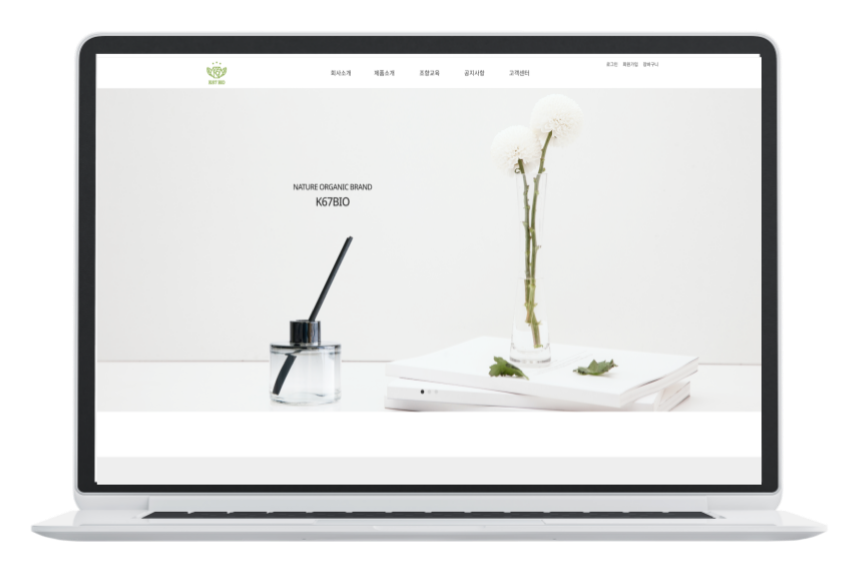 K67 BIO
회사소개 제품소개 조향교육 공지사항 고객센터
로그인 회원가입 장바구니
NATURE ORGANIC BRAND
K67BIO